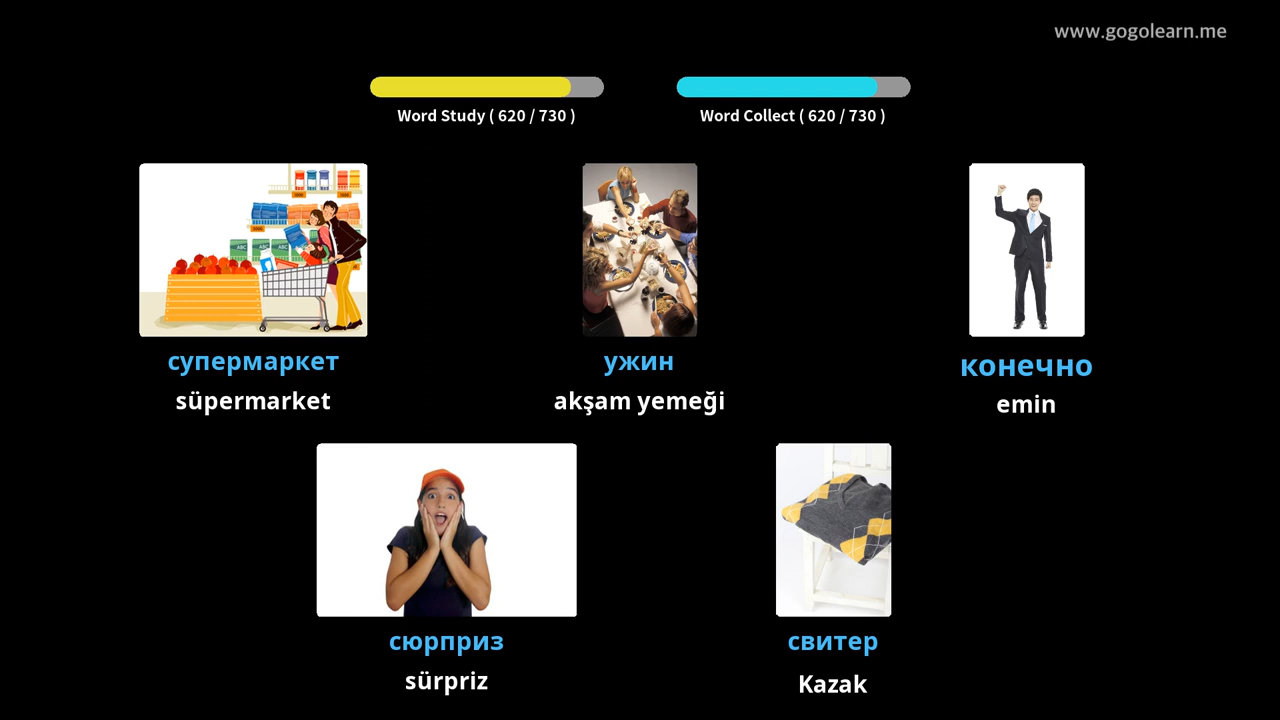 www.gogolearn.me
Word Study ( 620 / 730 )
Word Collect ( 620 / 730 )
супермаркет
süpermarket
ужин
akşam yemeği
конечно
emin
сюрприз
sürpriz
свитер
Kazak